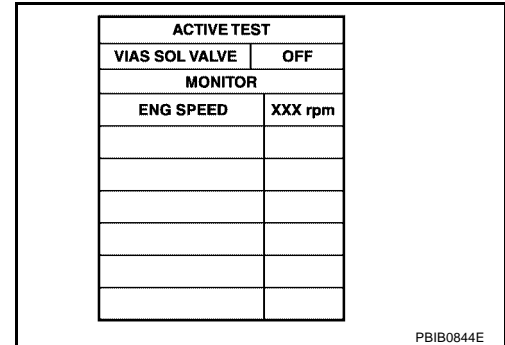 ACTIVE TEST
VIAS SOL VALVE OFF
MONITOR
ENG SPEED XXX rpm
PBIB0844E